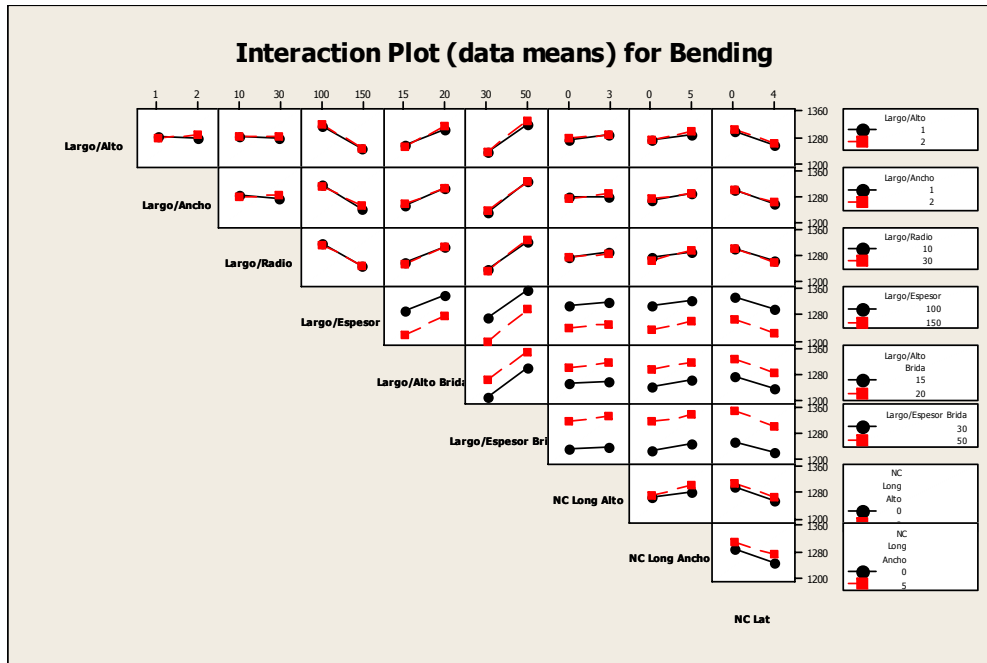 Interaction Plot (data means) for Bending
1 2 10 30 100 150 15 20 30 50 0 3 0 5 0 4
Largo/Alto
1360
1280
1200
Largo/Alto
1
2
Largo/Ancho
1360
1280
1200
Largo/Ancho
1
2
Largo/Radio
1360
1280
1200
Largo/Radio
10
30
Largo/Espesor
1360
1280
1200
Largo/Espesor
100
150
Largo/Alto Brida
1360
1280
1200
Largo/Alto
Brida
15
20
Largo/Espesor Bri
1360
1280
1200
Largo/Espesor Brida
30
50
NC Long Alto
1360
1280
1200
NC
Long
Alto
0
NC Long Ancho
1360
1280
1200
NC
Long
Ancho
0
5
NC Lat